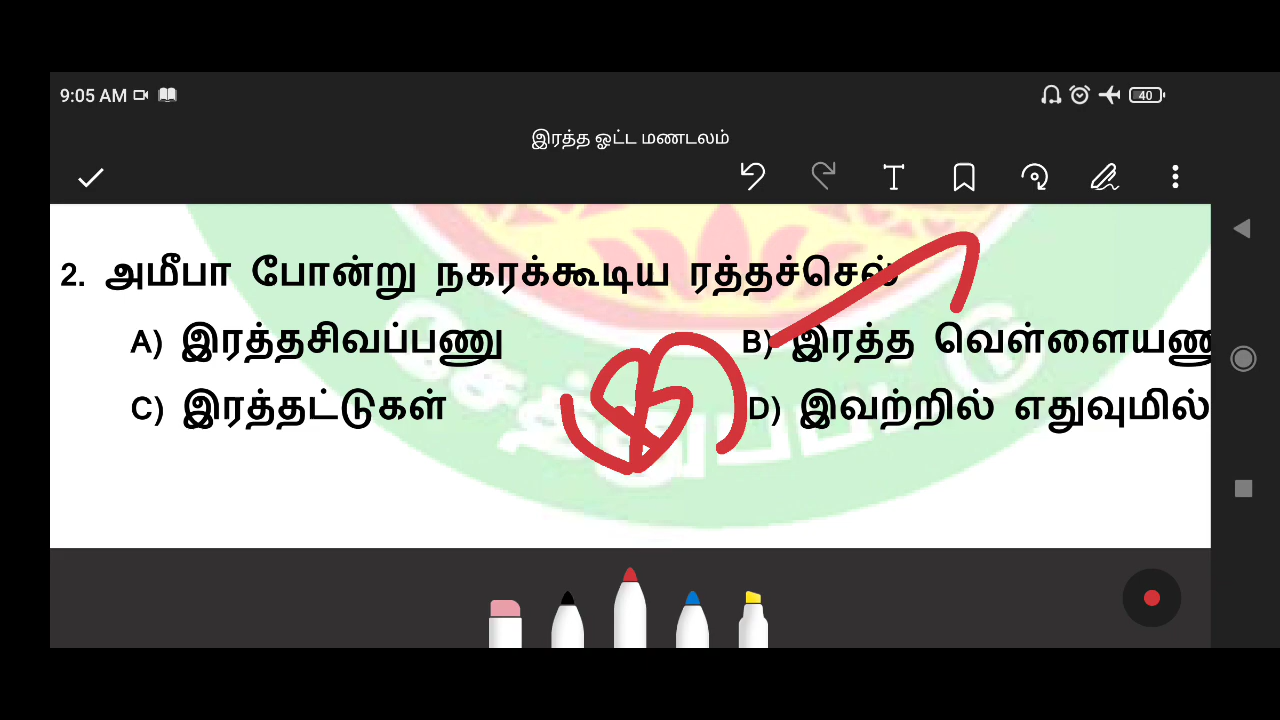 9:05 AM
40
இரத்த ஓட்ட மணடலம்
2. அமீபா போன்று நகரக்கூடிய ரத்தச்செல்
A) இரத்தசிவப்பணு B) இரத்த வெள்ளையணு
C) இரத்தட்டுகள் D) இவற்றில் எதுவுமில்